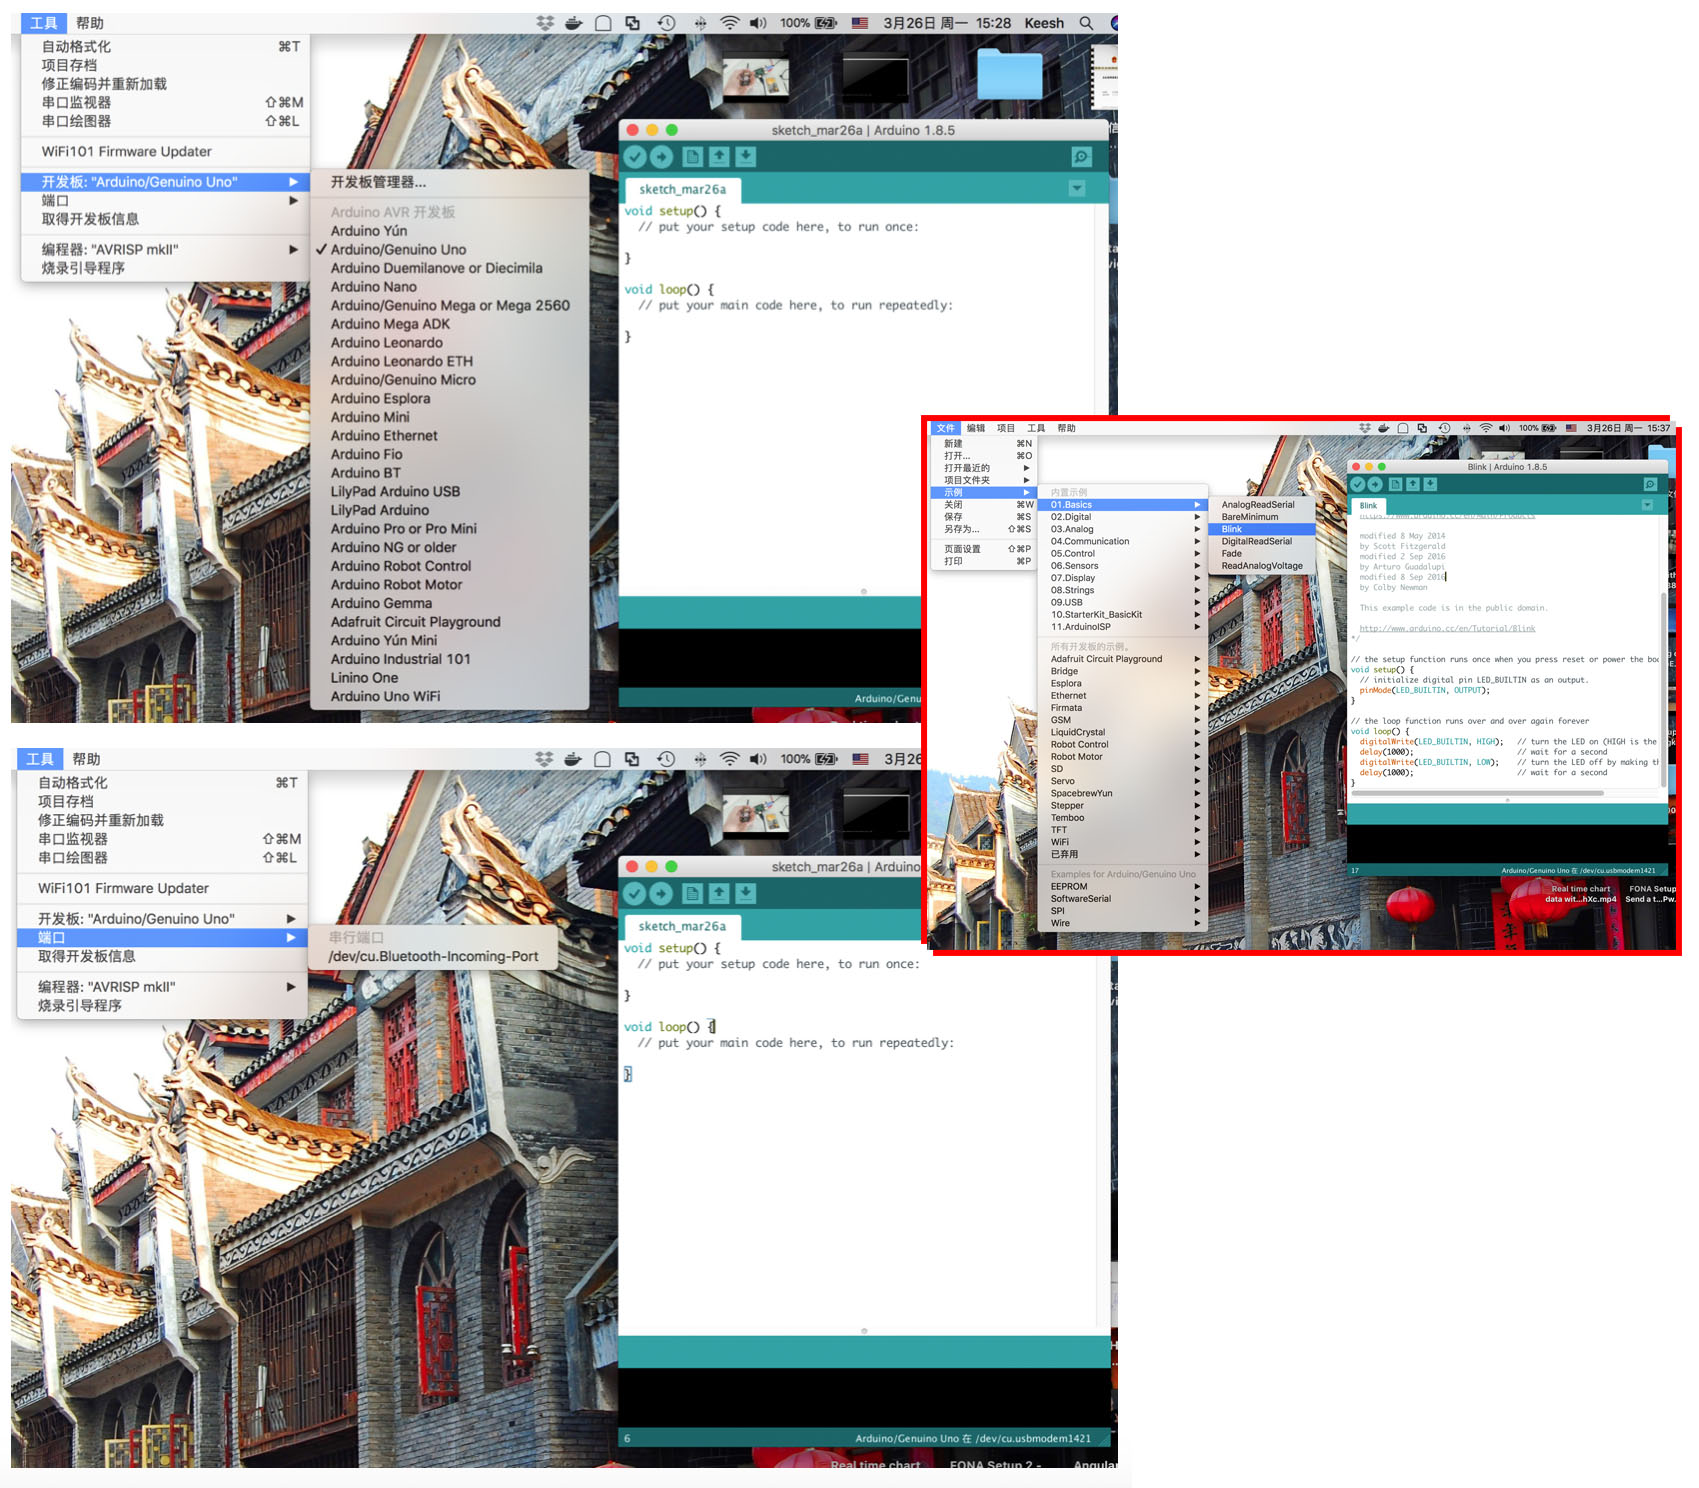 工具 帮助 100% 3月26日 周一 15:28 Keesh
自动格式化 ⌘T
项目存档
修正编码并重新加载
串口监视器 ⇧⌘M
串口绘图器 ⇧⌘L
WiFi101 Firmware Updater
开发板: "Arduino/Genuino Uno"
端口
取得开发板信息
编程器: "AVRISP mkII"
烧录引导程序
开发板管理器...
Arduino AVR 开发板
Arduino Yún
✓ Arduino/Genuino Uno
Arduino Duemilanove or Diecimila
Arduino Nano
Arduino/Genuino Mega or Mega 2560
Arduino Mega ADK
Arduino Leonardo
Arduino Leonardo ETH
Arduino/Genuino Micro
Arduino Esplora
Arduino Mini
Arduino Ethernet
Arduino Fio
Arduino BT
LilyPad Arduino USB
LilyPad Arduino
Arduino Pro or Pro Mini
Arduino NG or older
Arduino Robot Control
Arduino Robot Motor
Arduino Gemma
Adafruit Circuit Playground
Arduino Yún Mini
Arduino Industrial 101
Linino One
Arduino Uno WiFi
sketch_mar26a | Arduino 1.8.5
sketch_mar26a
void setup() {
// put your setup code here, to run once:
}
void loop() {
// put your main code here, to run repeatedly:
}
Arduino/Genu
文件 编辑 项目 工具 帮助 100% 3月26日 周一 15:37
新建 ⌘N
打开... ⌘O
打开最近的
项目文件夹
示例
关闭 ⌘W
保存 ⌘S
另存为... ⇧⌘S
页面设置 ⇧⌘P
打印 ⌘P
内置示例
01.Basics
02.Digital
03.Analog
04.Communication
05.Control
06.Sensors
07.Display
08.Strings
09.USB
10.StarterKit_BasicKit
11.ArduinoISP
所有开发板的示例。
Adafruit Circuit Playground
Bridge
Esplora
Ethernet
Firmata
GSM
LiquidCrystal
Robot Control
Robot Motor
SD
Servo
SpacebrewYun
Stepper
Temboo
TFT
WiFi
已弃用
Examples for Arduino/Genuino Uno
EEPROM
SoftwareSerial
SPI
Wire
AnalogReadSerial
BareMinimum
Blink
DigitalReadSerial
Fade
ReadAnalogVoltage
Blink | Arduino 1.8.5
Blink
https://www.arduino.cc/en/Main/Products
modified 8 May 2014
by Scott Fitzgerald
modified 2 Sep 2016
by Arturo Guadalupi
modified 8 Sep 2016
by Colby Newman
This example code is in the public domain.
http://www.arduino.cc/en/Tutorial/Blink
*/
// the setup function runs once when you press reset or power the boa
void setup() {
// initialize digital pin LED_BUILTIN as an output.
pinMode(LED_BUILTIN, OUTPUT);
}
// the loop function runs over and over again forever
void loop() {
digitalWrite(LED_BUILTIN, HIGH); // turn the LED on (HIGH is the
delay(1000); // wait for a second
digitalWrite(LED_BUILTIN, LOW); // turn the LED off by making th
delay(1000); // wait for a second
}
17 Arduino/Genuino Uno 在 /dev/cu.usbmodem1421
Real time chart FONA Setup
data wit...hXc.mp4 Send a t...Pw.
工具 帮助 100% 3月26
自动格式化 ⌘T
项目存档
修正编码并重新加载
串口监视器 ⇧⌘M
串口绘图器 ⇧⌘L
WiFi101 Firmware Updater
开发板: "Arduino/Genuino Uno"
端口
取得开发板信息
编程器: "AVRISP mkII"
烧录引导程序
串行端口
/dev/cu.Bluetooth-Incoming-Port
sketch_mar26a | Arduino
sketch_mar26a
void setup() {
// put your setup code here, to run once:
}
void loop() {
// put your main code here, to run repeatedly:
}
6 Arduino/Genuino Uno 在 /dev/cu.usbmodem1421
Real time chart FONA Setup 2 - Angular